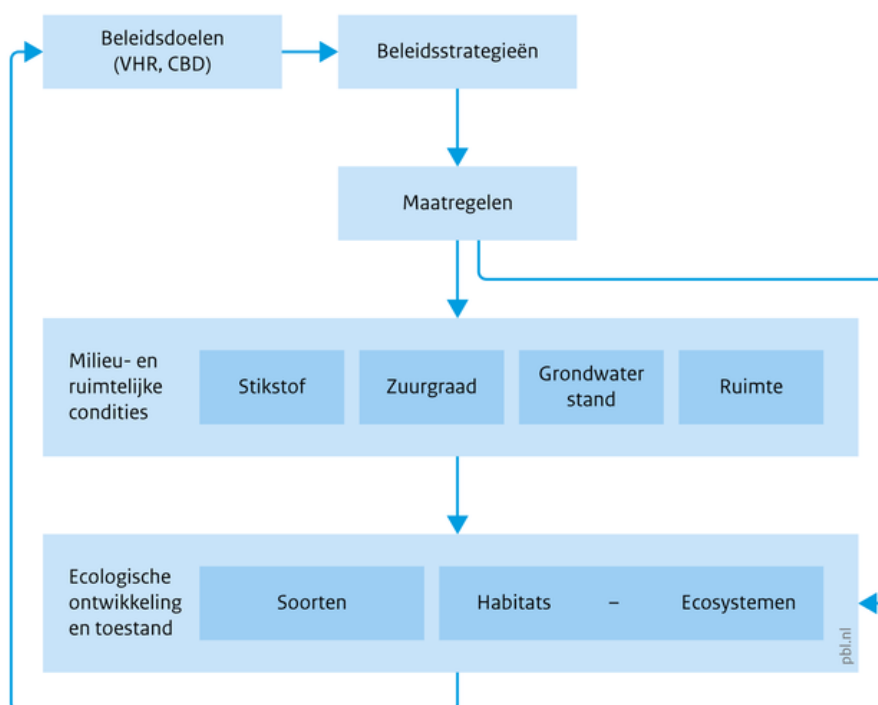 Beleidsdoelen
(VHR, CBD)
Beleidsstrategieën
Maatregelen
Milieu- en
ruimtelijke
condities
Stikstof
Zuurgraad
Grondwater
stand
Ruimte
Ecologische
ontwikkeling
en toestand
Soorten
Habitats – Ecosystemen
pbl.nl